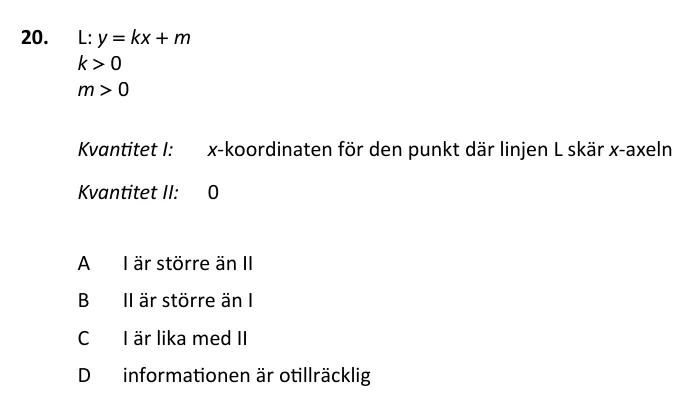 20. L: y = kx + m
k > 0
m > 0
Kvantitet I: x-koordinaten för den punkt där linjen L skär x-axeln
Kvantitet II: 0
A I är större än II
B II är större än I
C I är lika med II
D informationen är otillräcklig